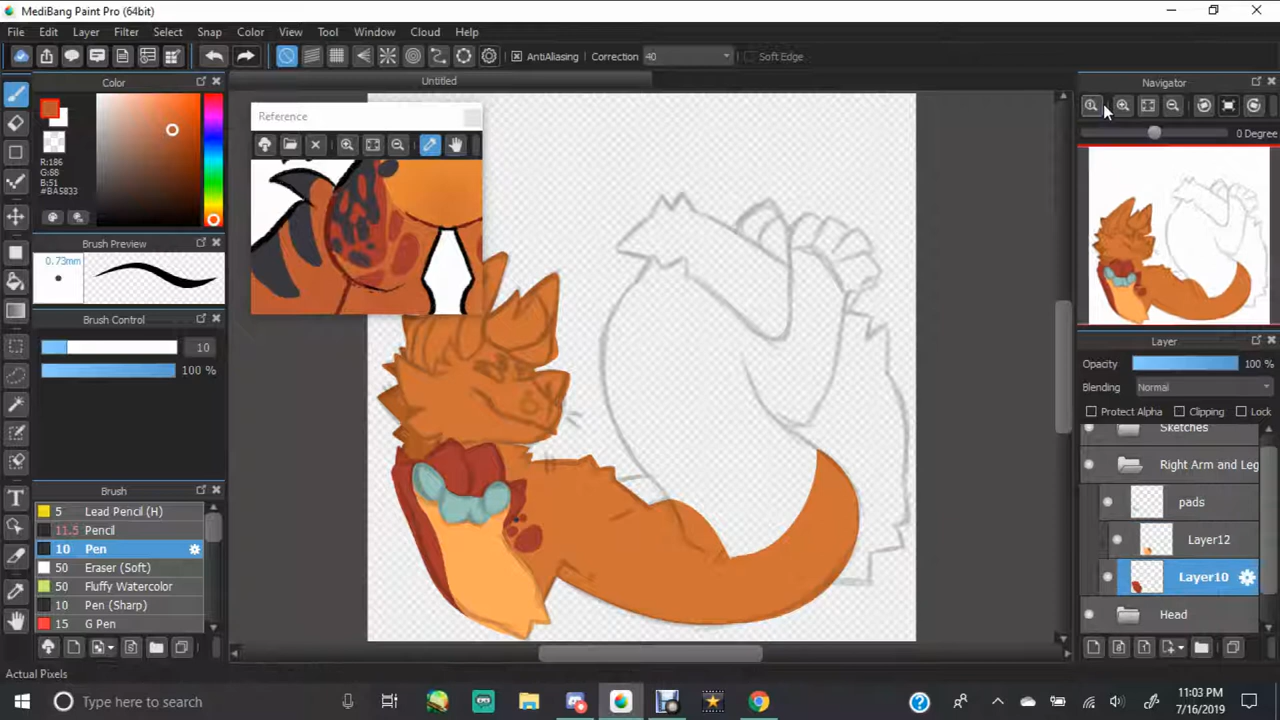 MediBang Paint Pro (64bit)
File Edit Layer Filter Select Snap Color View Tool Window Cloud Help
AntiAliasing Correction 40 Soft Edge
Color
Untitled
Navigator
Reference
0 Degree
R:186
G:88
B:51
#BA5833
Brush Preview
0.73mm
Brush Control
10
100 %
Layer
Opacity 100 %
Blending Normal
Protect Alpha Clipping Lock
Sketches
Right Arm and Leg
pads
Layer12
Layer10
Head
Brush
5 Lead Pencil (H)
11.5 Pencil
10 Pen
50 Eraser (Soft)
50 Fluffy Watercolor
10 Pen (Sharp)
15 G Pen
Actual Pixels
Type here to search
11:03 PM
7/16/2019